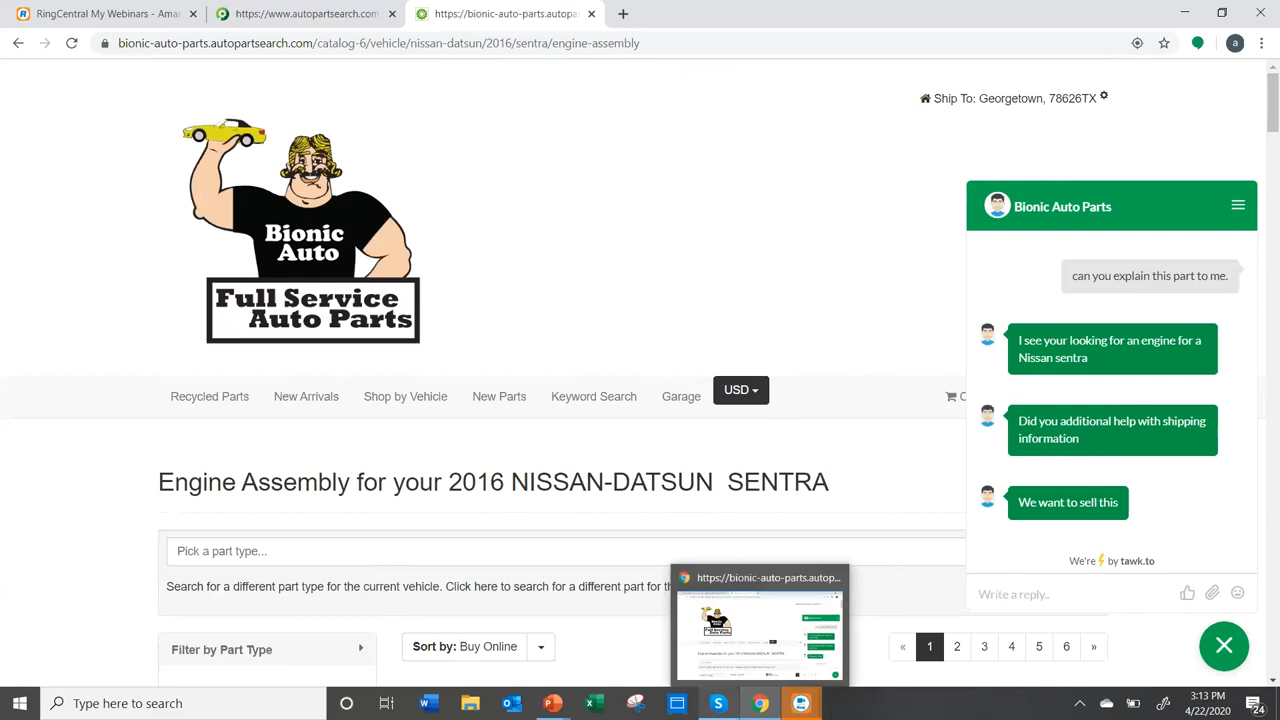 RingCentral My Webinars - Amar
https://www.autopartsearch.com/
https://bionic-auto-parts.autopa
bionic-auto-parts.autopartsearch.com/catalog-6/vehicle/nissan-datsun/2016/sentra/engine-assembly
a
Ship To: Georgetown, 78626TX
Bionic
Auto
Full Service
Auto Parts
Recycled Parts New Arrivals Shop by Vehicle New Parts Keyword Search Garage USD
Engine Assembly for your 2016 NISSAN-DATSUN SENTRA
Pick a part type...
Search for a different part type for the current vehicle. Click here to search for a different part for
Filter by Part Type
Sort by: Buy Online
« 1 2 3 4 5 6 »
Bionic Auto Parts
can you explain this part to me.
I see your looking for an engine for a
Nissan sentra
Did you additional help with shipping
information
We want to sell this
We're by tawk.to
Write a reply..
https://bionic-auto-parts.autop...
Type here to search
3:13 PM
4/22/2020
24